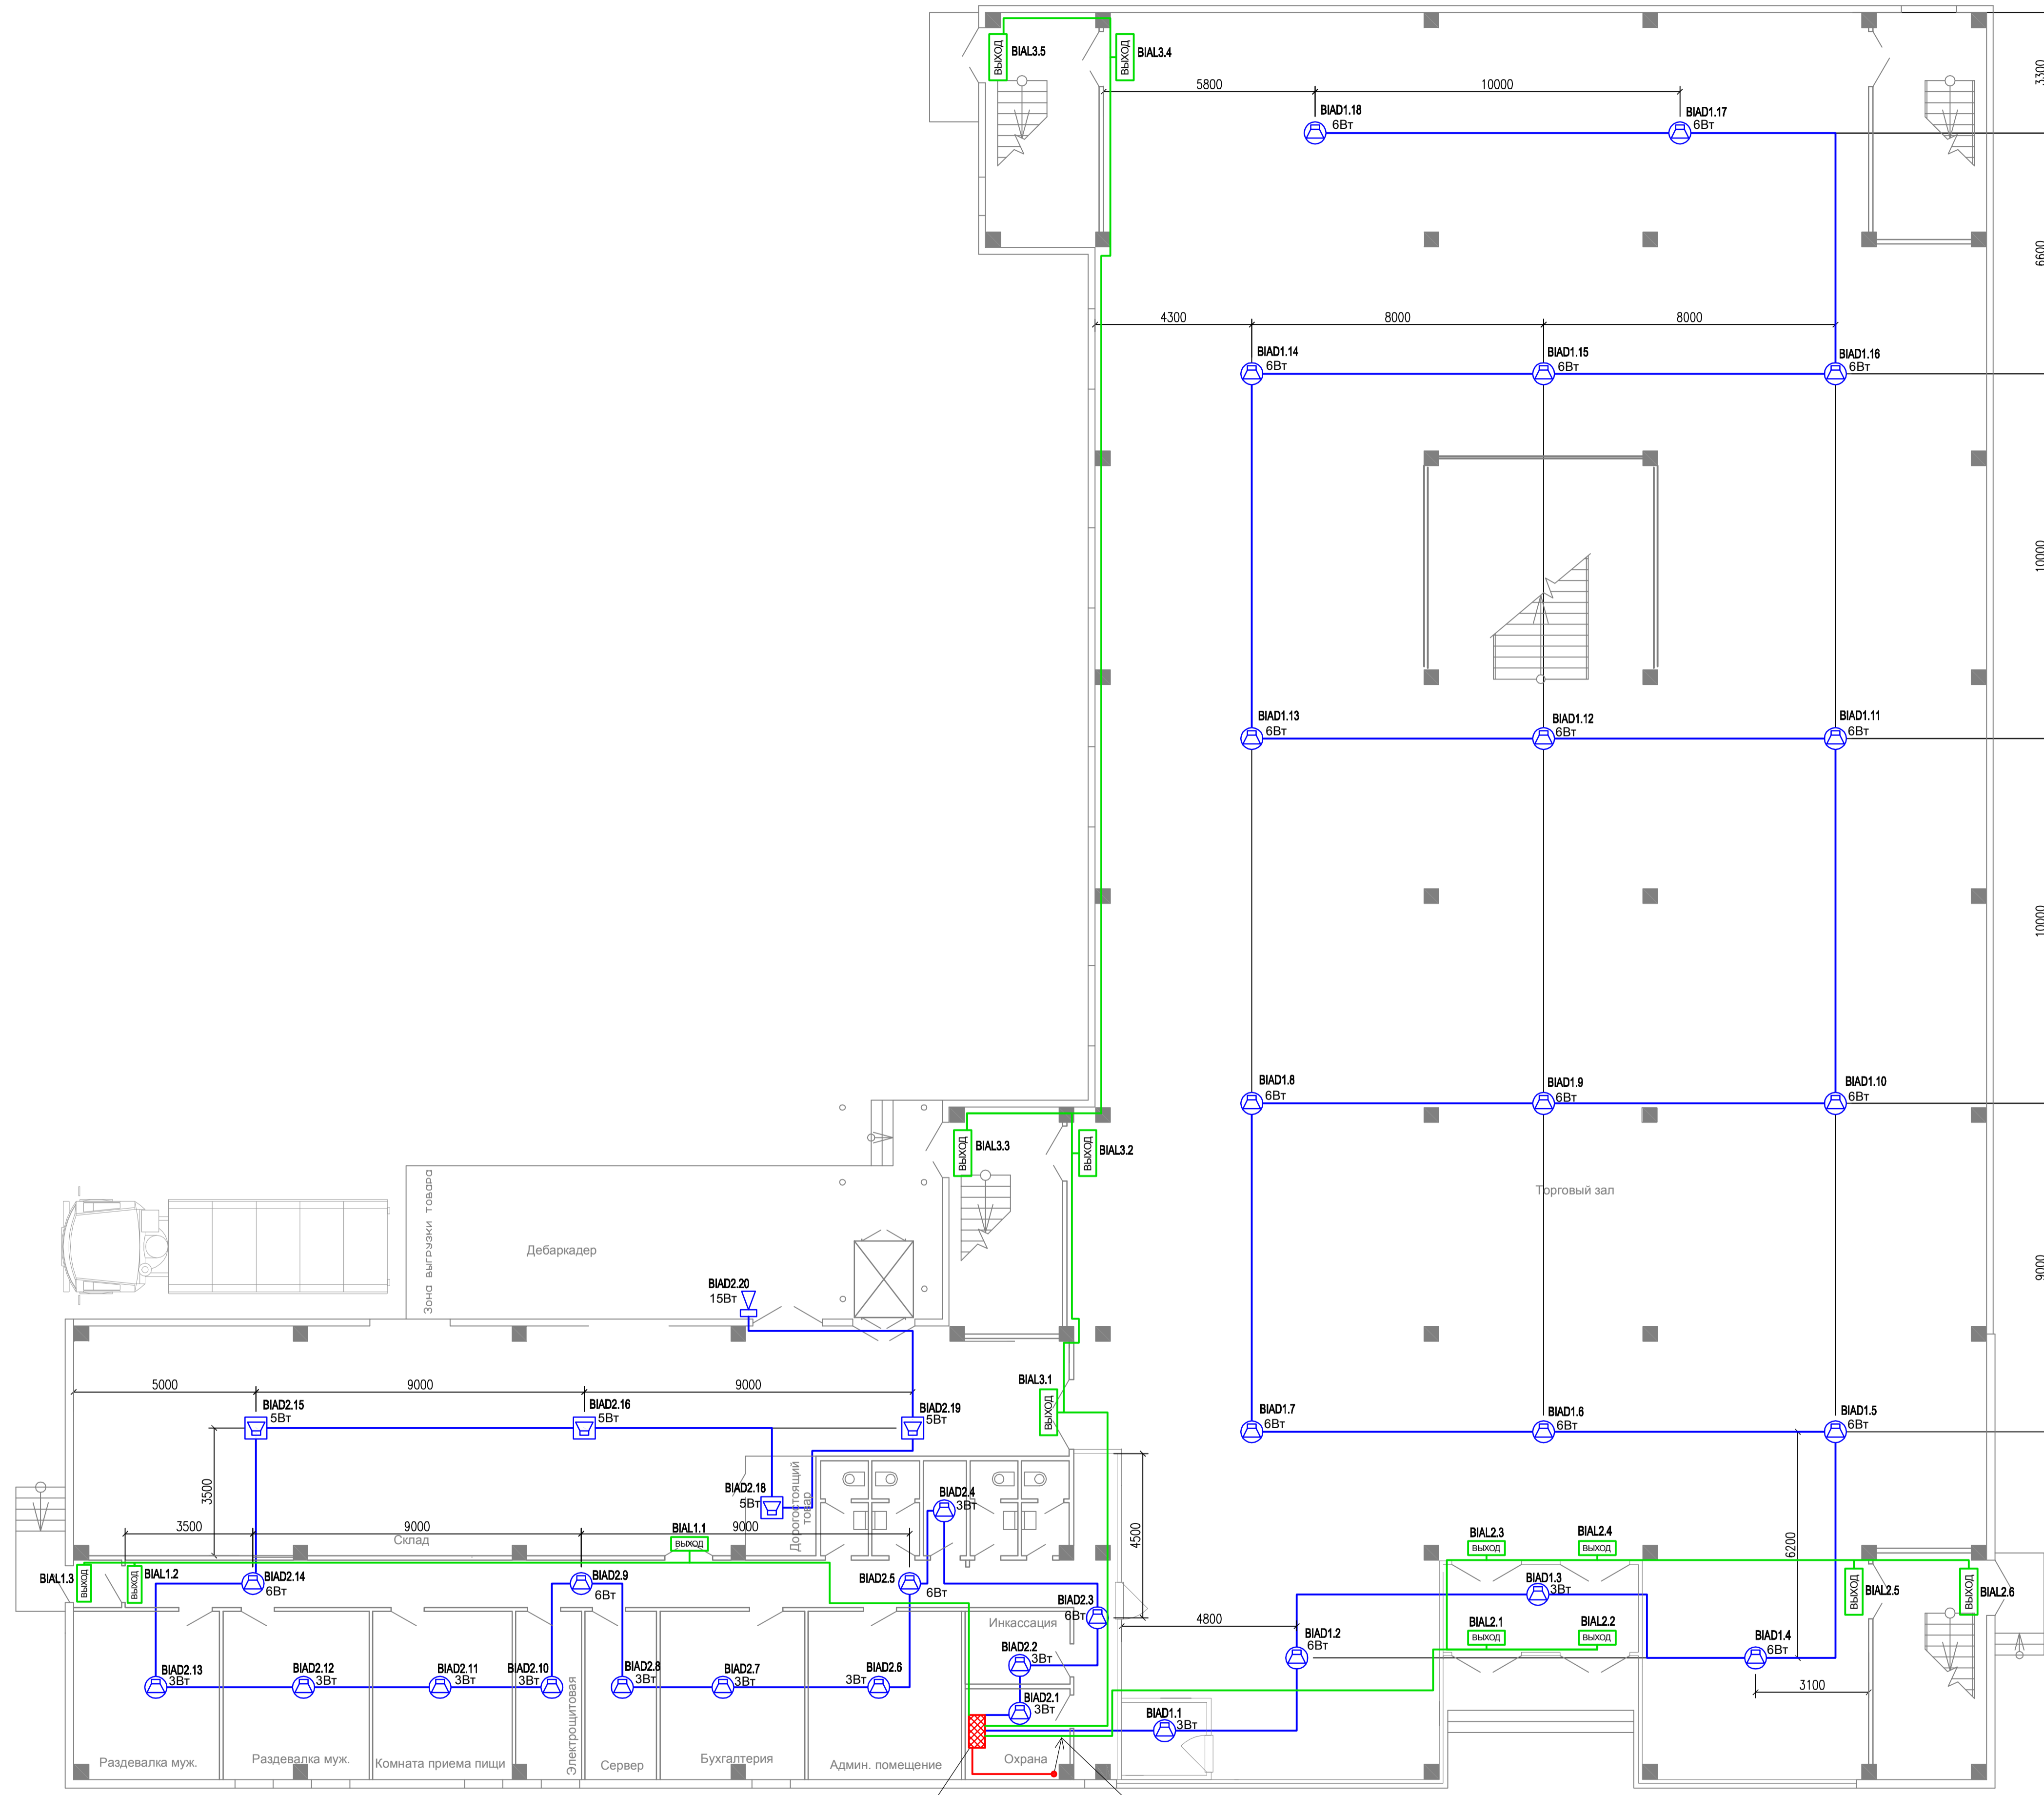 ВЫХОД
BIAL3.5
ВЫХОД
BIAL3.4
3300
5800
10000
BIAD1.18
6Вт
BIAD1.17
6Вт
6600
4300
8000
8000
BIAD1.14
6Вт
BIAD1.15
6Вт
BIAD1.16
6Вт
10000
BIAD1.13
6Вт
BIAD1.12
6Вт
BIAD1.11
6Вт
10000
BIAD1.8
6Вт
BIAD1.9
6Вт
BIAD1.10
6Вт
ВЫХОД
BIAL3.3
ВЫХОД
BIAL3.2
Торговый зал
Зона выгрузки товара
Дебаркадер
9000
BIAD2.20
15Вт
5000
9000
9000
BIAL3.1
ВЫХОД
BIAD2.15
5Вт
BIAD2.16
5Вт
BIAD2.19
5Вт
BIAD1.7
6Вт
BIAD1.6
6Вт
BIAD1.5
6Вт
3500
BIAD2.18
5Вт
Дорогостоящий
товар
BIAD2.4
3Вт
4500
6200
3500
9000
9000
Склад
BIAL1.1
ВЫХОД
BIAL2.3
ВЫХОД
BIAL2.4
ВЫХОД
BIAL1.3
ВЫХОД
ВЫХОД
BIAL1.2
BIAD2.14
6Вт
BIAD2.9
6Вт
BIAD2.5
6Вт
BIAD1.3
3Вт
ВЫХОД
BIAL2.5
ВЫХОД
BIAL2.6
BIAD2.3
6Вт
Инкассация
4800
BIAL2.1
ВЫХОД
BIAL2.2
ВЫХОД
BIAD1.2
6Вт
BIAD1.4
6Вт
BIAD2.2
3Вт
BIAD2.13
3Вт
BIAD2.12
3Вт
BIAD2.11
3Вт
BIAD2.10
3Вт
BIAD2.8
3Вт
BIAD2.7
3Вт
BIAD2.6
3Вт
3100
BIAD2.1
3Вт
BIAD1.1
3Вт
Раздевалка муж.
Раздевалка муж.
Комната приема пищи
Электрощитовая
Сервер
Бухгалтерия
Админ. помещение
Охрана